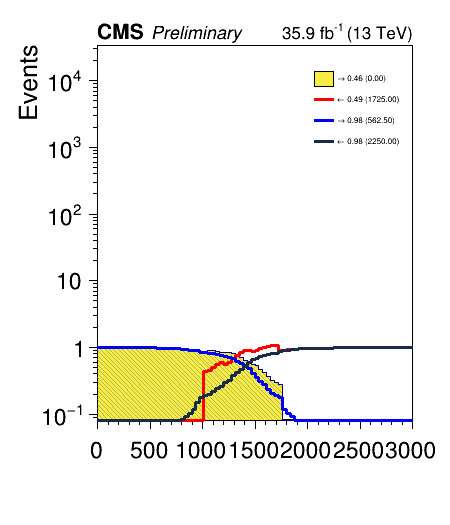 CMS Preliminary 35.9 fb⁻¹ (13 TeV)
Events
→ 0.46 (0.00)
← 0.49 (1725.00)
→ 0.98 (562.50)
← 0.98 (2250.00)
10⁴
10³
10²
10
1
10⁻¹
0 500 1000 1500 2000 2500 3000